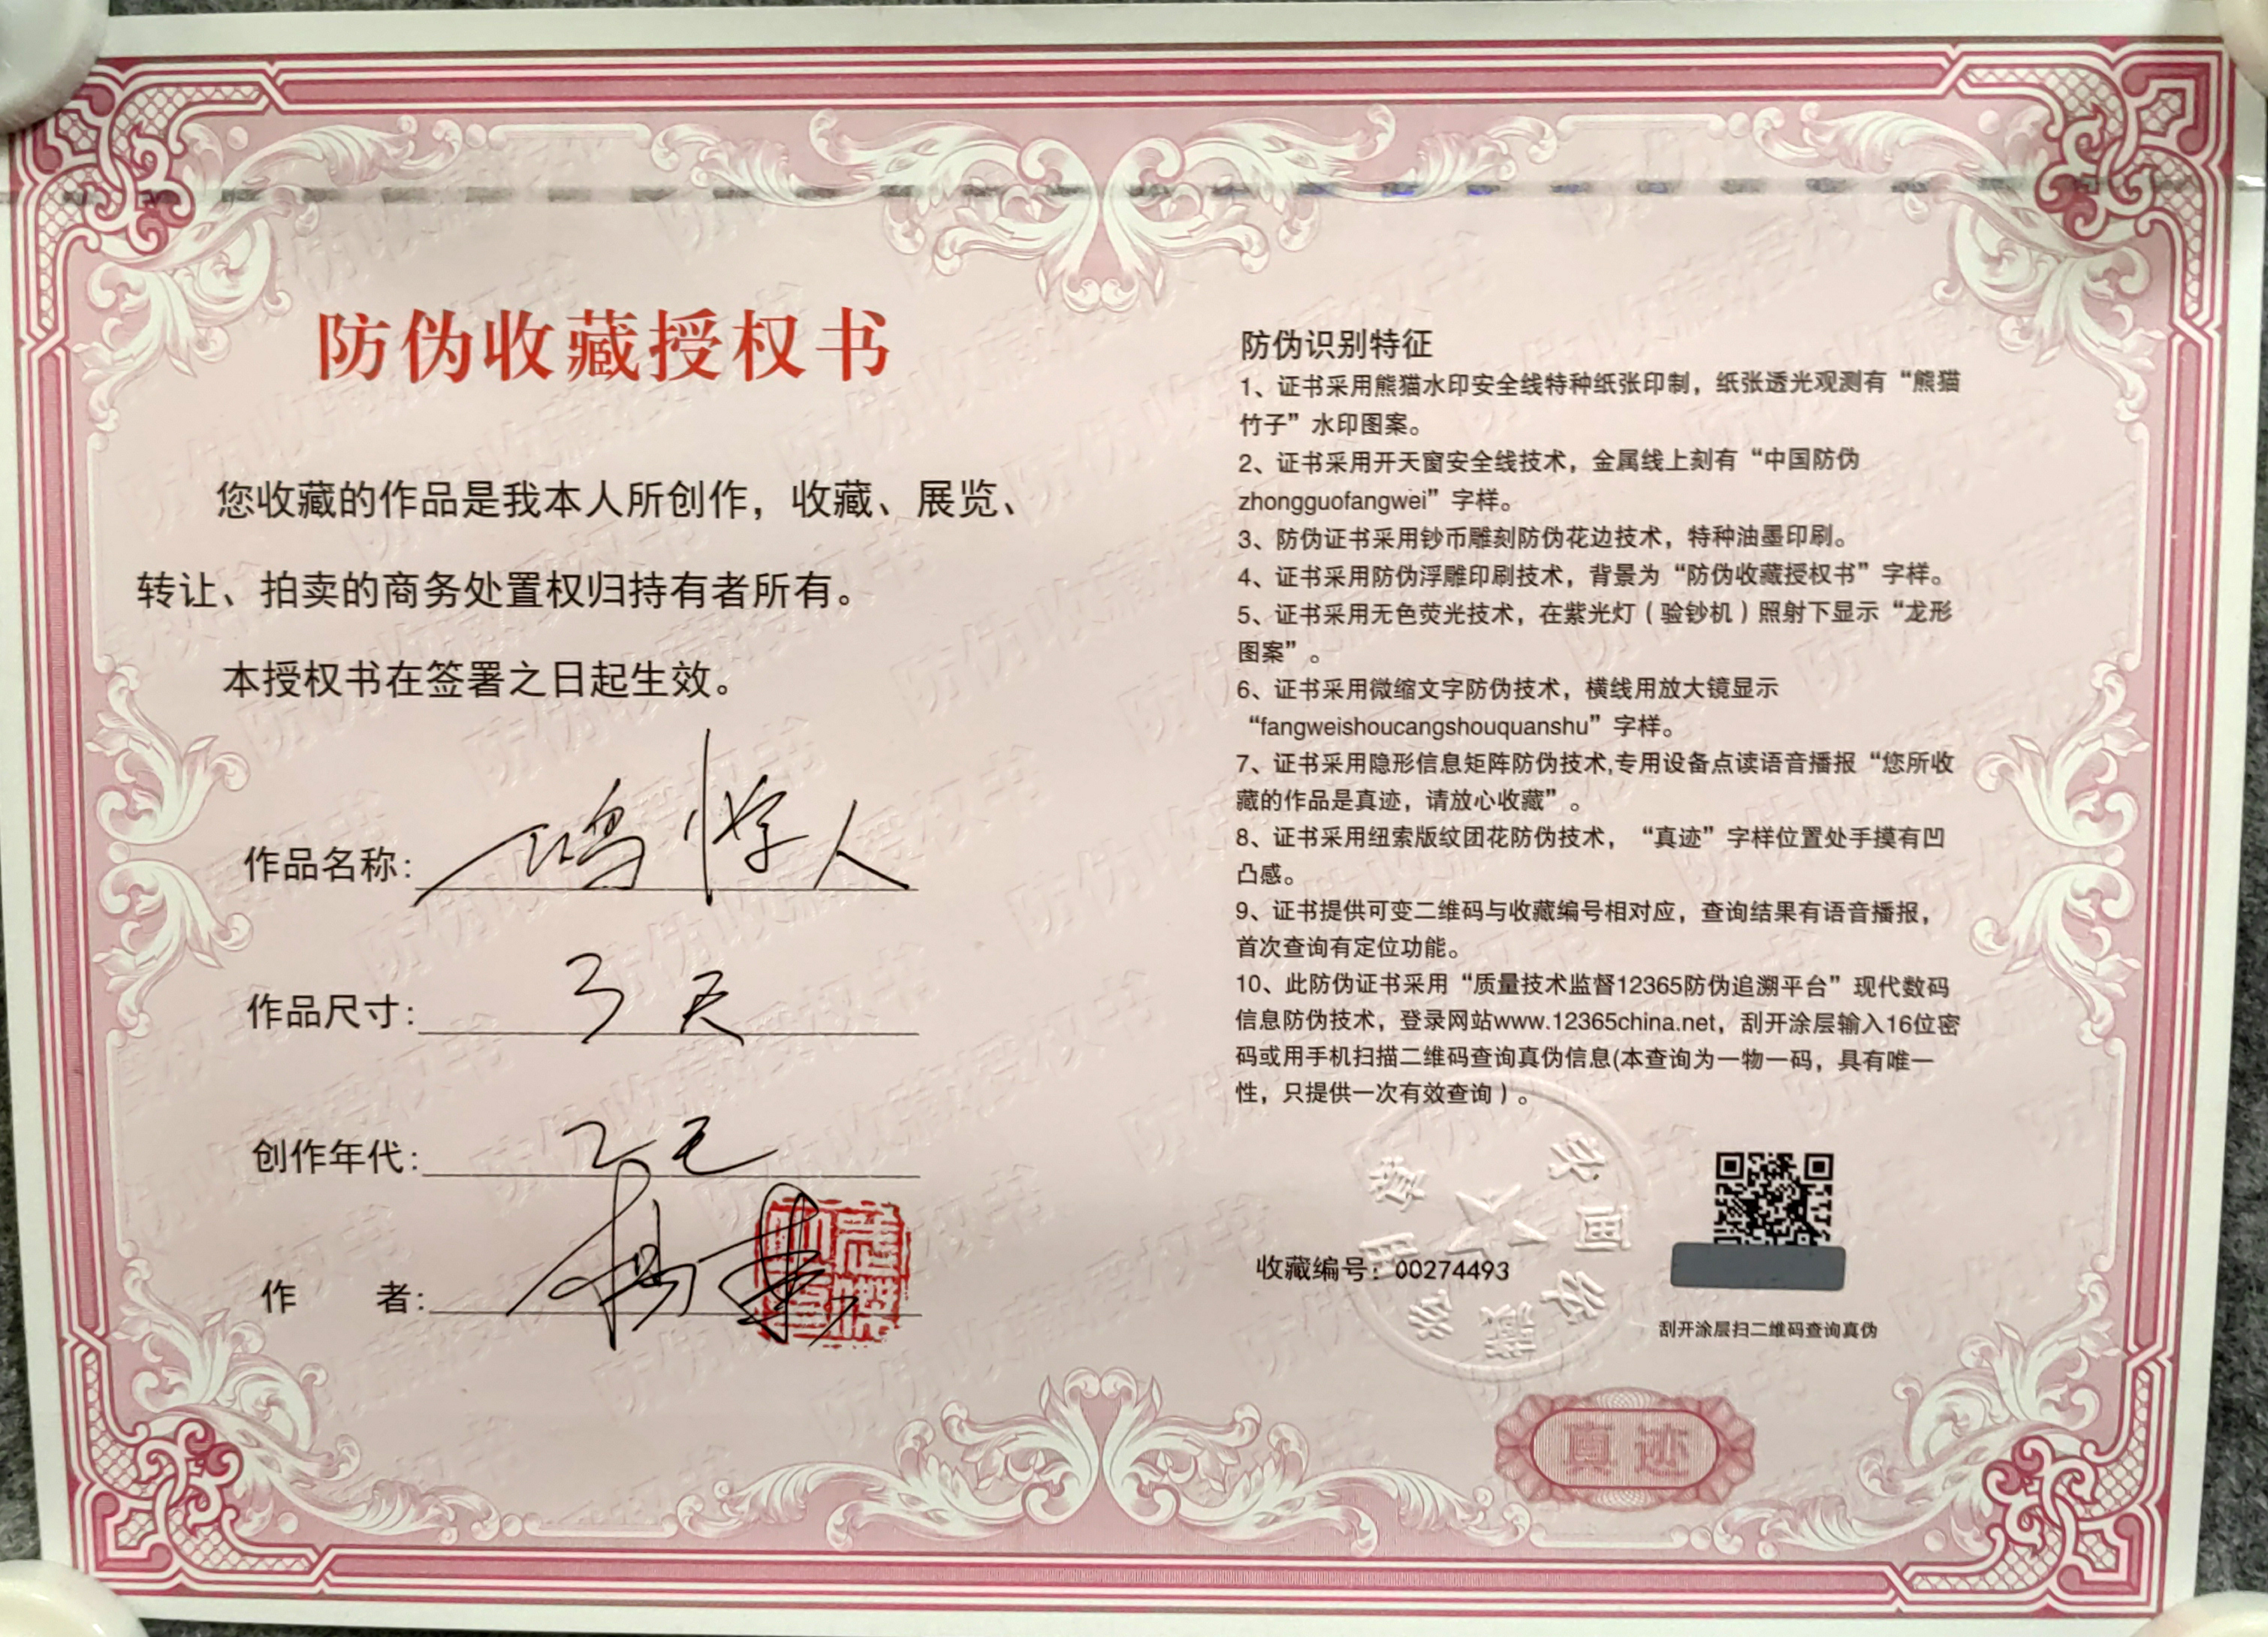 防伪收藏授权书
您收藏的作品是我本人所创作，收藏、展览、
转让、拍卖的商务处置权归持有者所有。
本授权书在签署之日起生效。
作品名称:一鸣惊人
作品尺寸:
创作年代:
作 者:
防伪识别特征
1、证书采用熊猫水印安全线特种纸张印制，纸张透光观测有“熊猫
竹子”水印图案。
2、证书采用开天窗安全线技术，金属线上刻有“中国防伪
zhongguofangwei”字样。
3、防伪证书采用钞币雕刻防伪花边技术，特种油墨印刷。
4、证书采用防伪浮雕印刷技术，背景为“防伪收藏授权书”字样。
5、证书采用无色荧光技术，在紫光灯（验钞机）照射下显示“龙形
图案”。
6、证书采用微缩文字防伪技术，横线用放大镜显示
“fangweishoucangshouquanshu”字样。
7、证书采用隐形信息矩阵防伪技术,专用设备点读语音播报“您所收
藏的作品是真迹，请放心收藏”。
8、证书采用纽索版纹团花防伪技术，“真迹”字样位置处手摸有凹
凸感。
9、证书提供可变二维码与收藏编号相对应，查询结果有语音播报，
首次查询有定位功能。
10、此防伪证书采用“质量技术监督12365防伪追溯平台”现代数码
信息防伪技术，登录网站www.12365china.net，刮开涂层输入16位密
码或用手机扫描二维码查询真伪信息(本查询为一物一码，具有唯一
性，只提供一次有效查询）。
收藏编号：00274493
刮开涂层扫二维码查询真伪
真迹